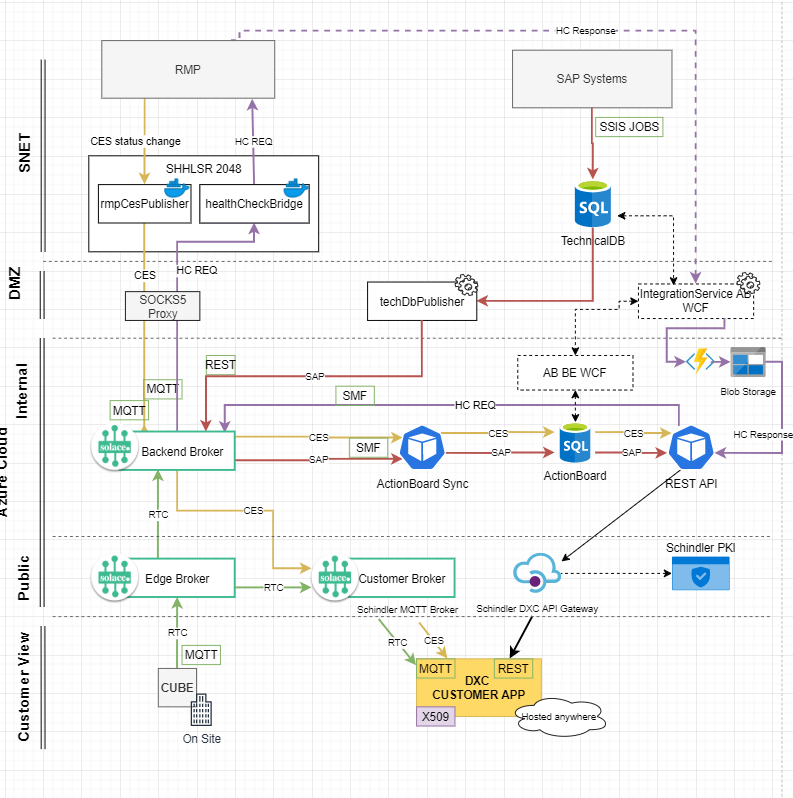 HC Response
RMP
SAP Systems
SSIS JOBS
CES status change
HC REQ
SHHLSR 2048
rmpCesPublisher
healthCheckBridge
SNET
SQL
TechnicalDB
CES
HC REQ
DMZ
SOCKS5
Proxy
techDbPublisher
IntegrationService AB
WCF
REST
SAP
AB BE WCF
Blob Storage
MQTT
MQTT
SMF
HC REQ
HC Response
Internal
solace.
Backend Broker
CES
SMF
SAP
CES
SAP
SQL
CES
SAP
ActionBoard Sync
ActionBoard
REST API
Azure Cloud
RTC
CES
Schindler PKI
Public
solace.
Edge Broker
RTC
solace.
Customer Broker
Schindler MQTT Broker
Schindler DXC API Gateway
RTC
MQTT
RTC
CES
Customer View
CUBE
On Site
MQTT
REST
DXC
CUSTOMER APP
X509
Hosted anywhere